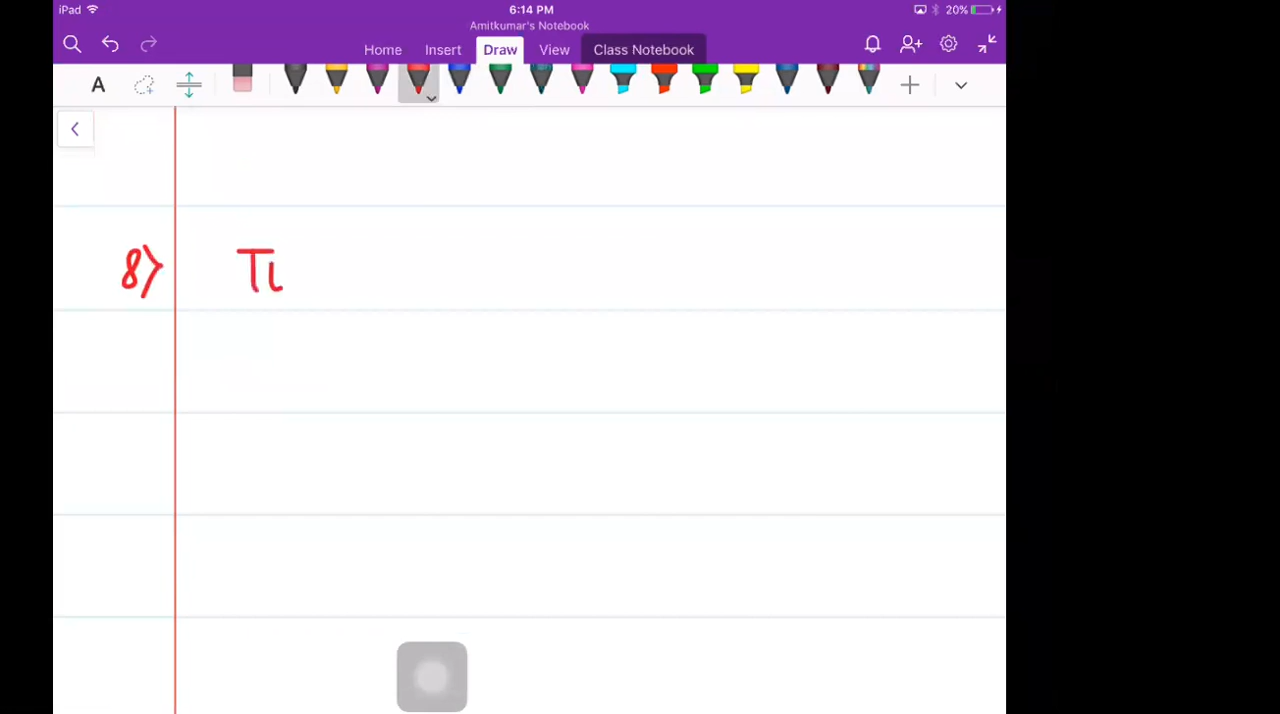 iPad 6:14 PM 20%
Amitkumar's Notebook
Home Insert Draw View Class Notebook
A
8) Ti